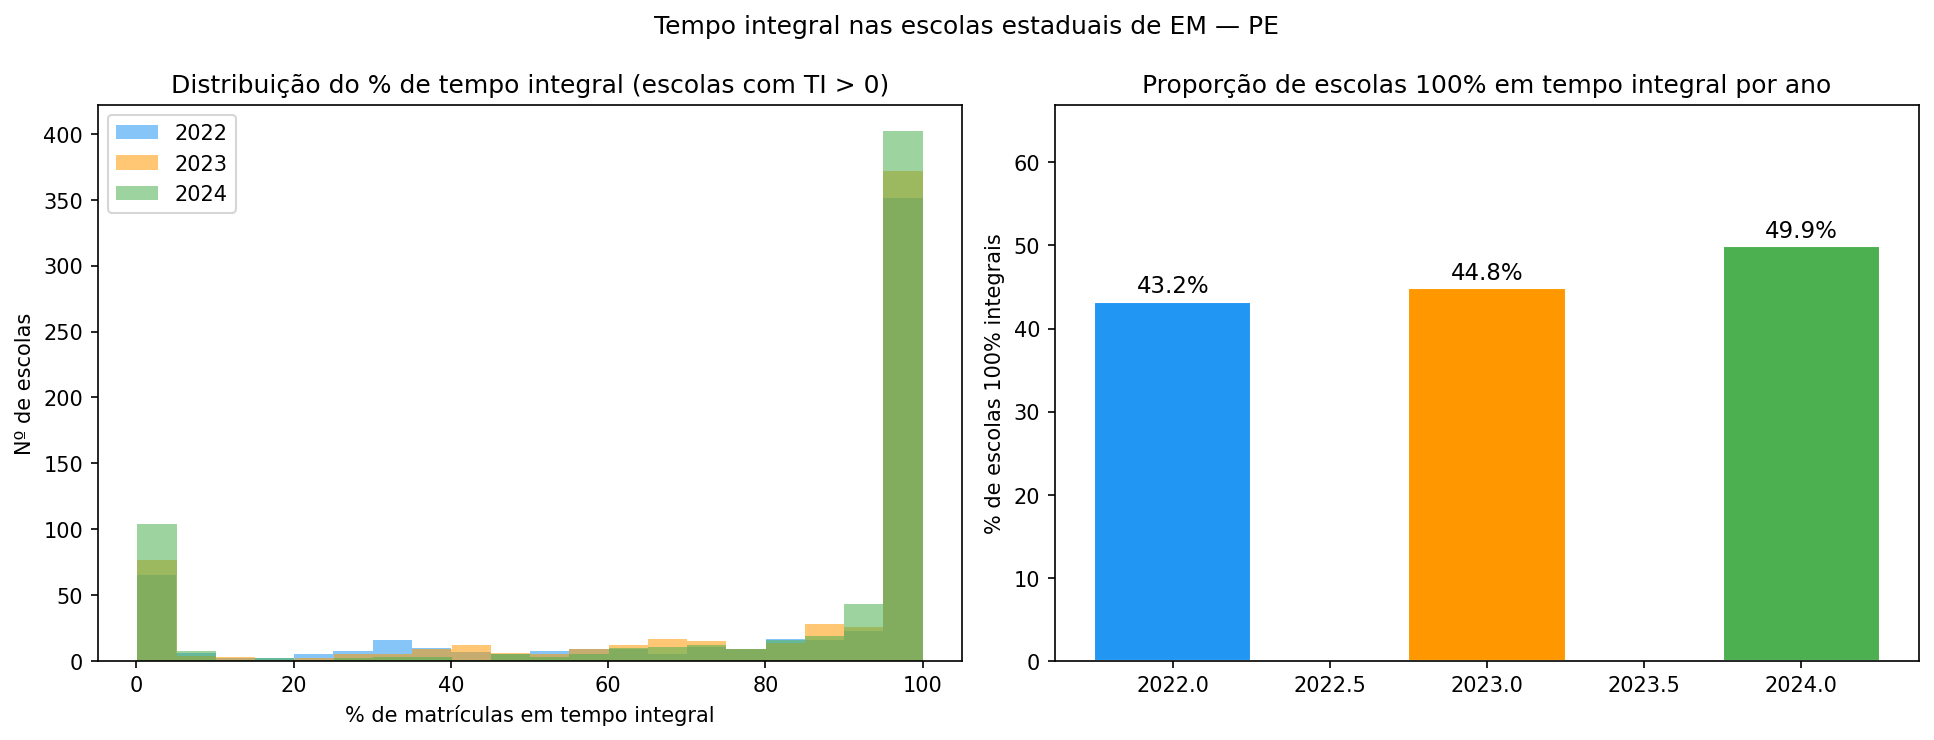 Tempo integral nas escolas estaduais de EM — PE
Distribuição do % de tempo integral (escolas com TI > 0)
2022
2023
2024
400
350
300
250
200
150
100
50
0
Nº de escolas
0 20 40 60 80 100
% de matrículas em tempo integral
Proporção de escolas 100% em tempo integral por ano
60
50
40
30
20
10
0
% de escolas 100% integrais
43.2%
44.8%
49.9%
2022.0 2022.5 2023.0 2023.5 2024.0